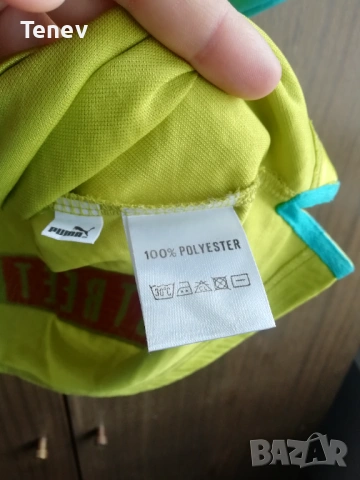 Tenev
PUMA
100% POLYESTER
30°C
BAZAR